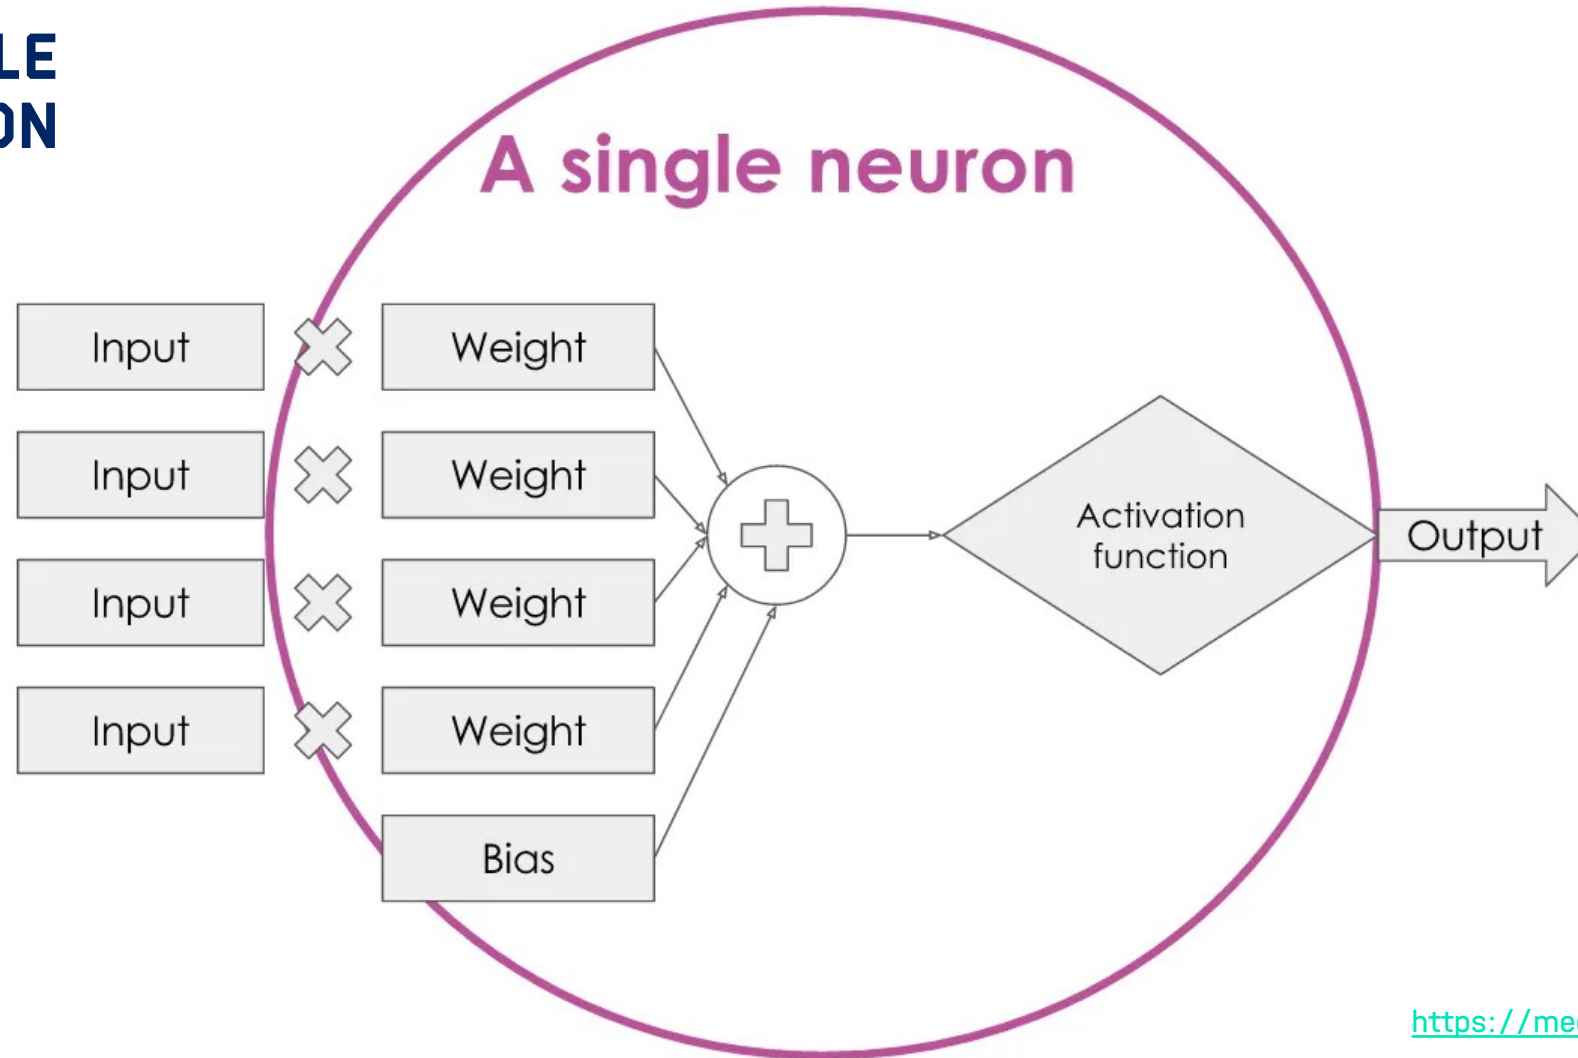 LE
ON
A single neuron
Input
Weight
Input
Weight
Input
Weight
Input
Weight
Bias
Activation
function
Output
https://me